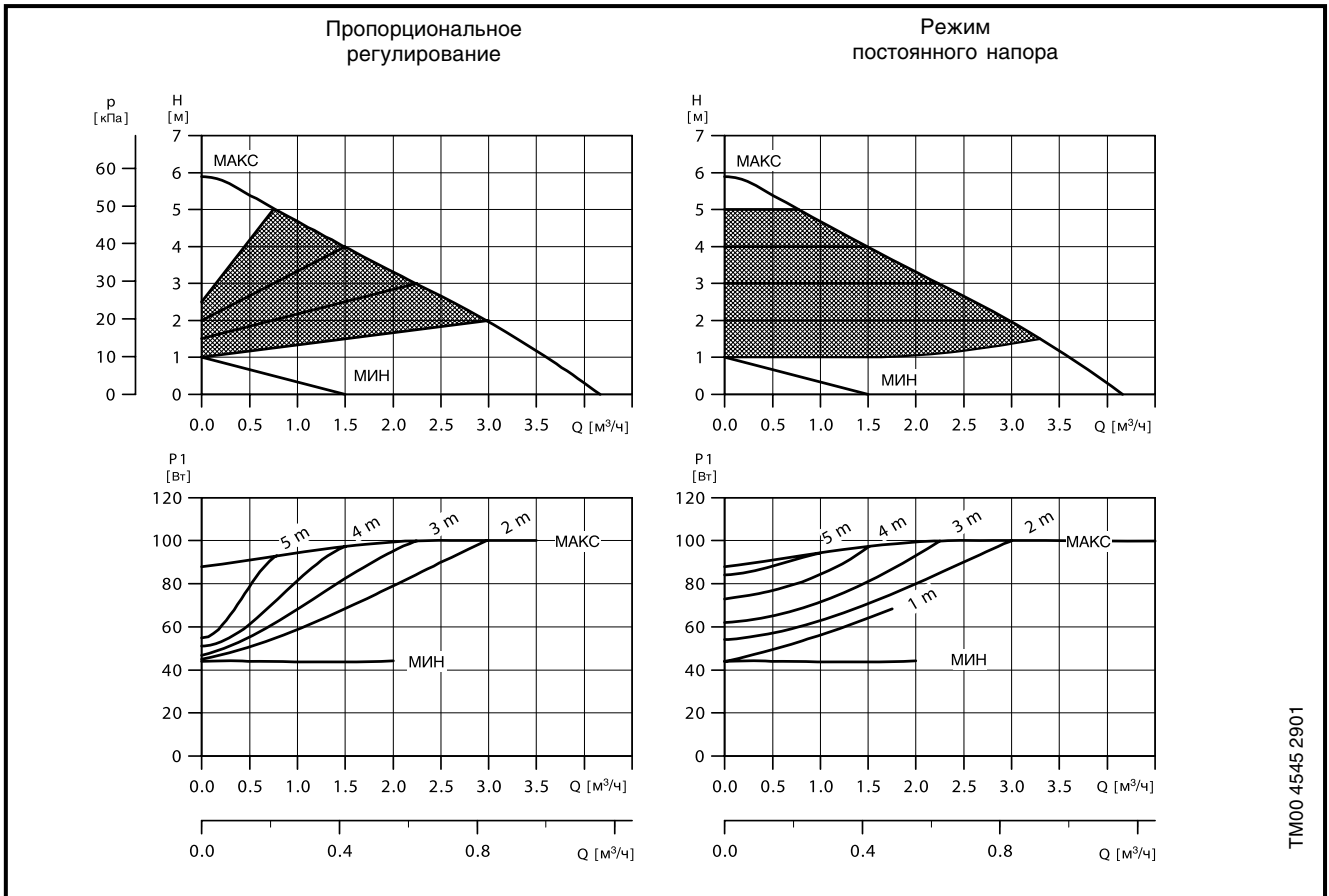 Пропорциональное
регулирование
Режим
постоянного напора
p
[кПа]
H
[м]
7
6
5
4
3
2
1
0
60
50
40
30
20
10
0
МАКС
МИН
0.0 0.5 1.0 1.5 2.0 2.5 3.0 3.5 Q [м³/ч]
H
[м]
7
6
5
4
3
2
1
0
МАКС
МИН
0.0 0.5 1.0 1.5 2.0 2.5 3.0 3.5 Q [м³/ч]
P1
[Вт]
120
100
80
60
40
20
0
5 m
4 m
3 m
2 m
МАКС
МИН
0.0 0.5 1.0 1.5 2.0 2.5 3.0 3.5 Q [м³/ч]
0.0 0.4 0.8 Q [м³/ч]
P1
[Вт]
120
100
80
60
40
20
0
5 m
4 m
3 m
2 m
МАКС
1 m
МИН
0.0 0.5 1.0 1.5 2.0 2.5 3.0 3.5 Q [м³/ч]
0.0 0.4 0.8 Q [м³/ч]
TM00 4545 2901